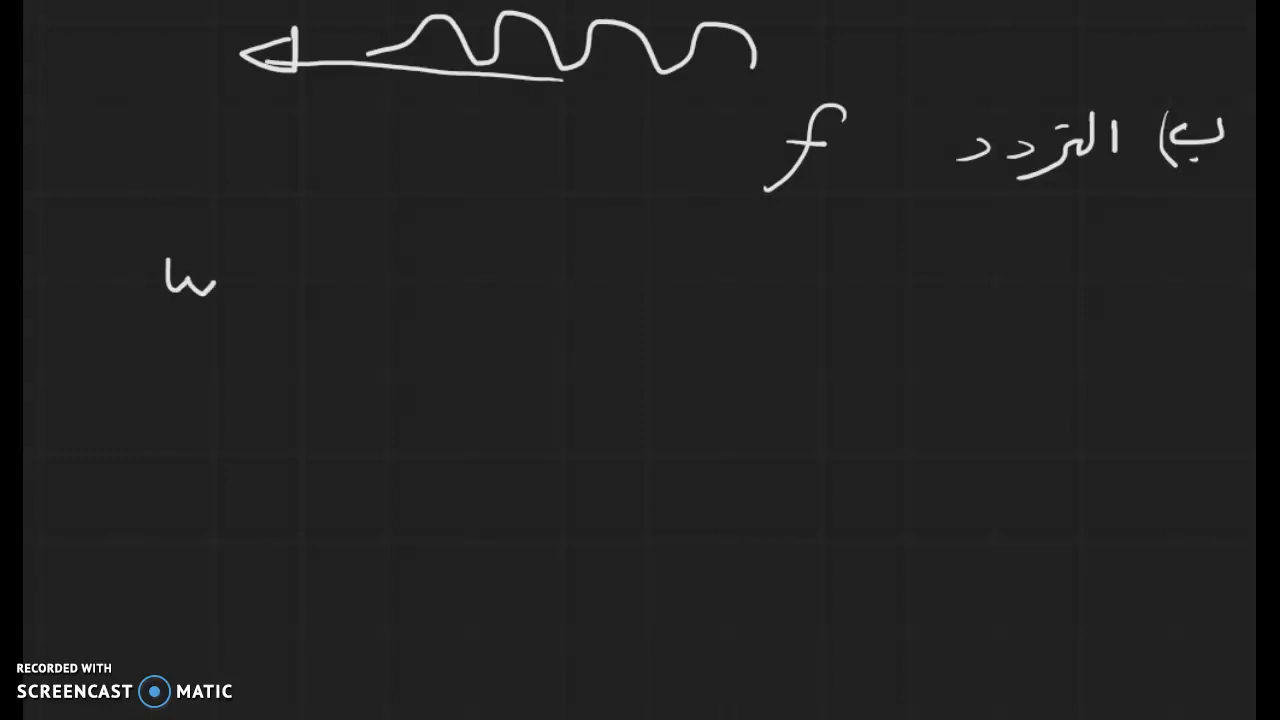 ب) التردد f
w
RECORDED WITH
SCREENCAST MATIC